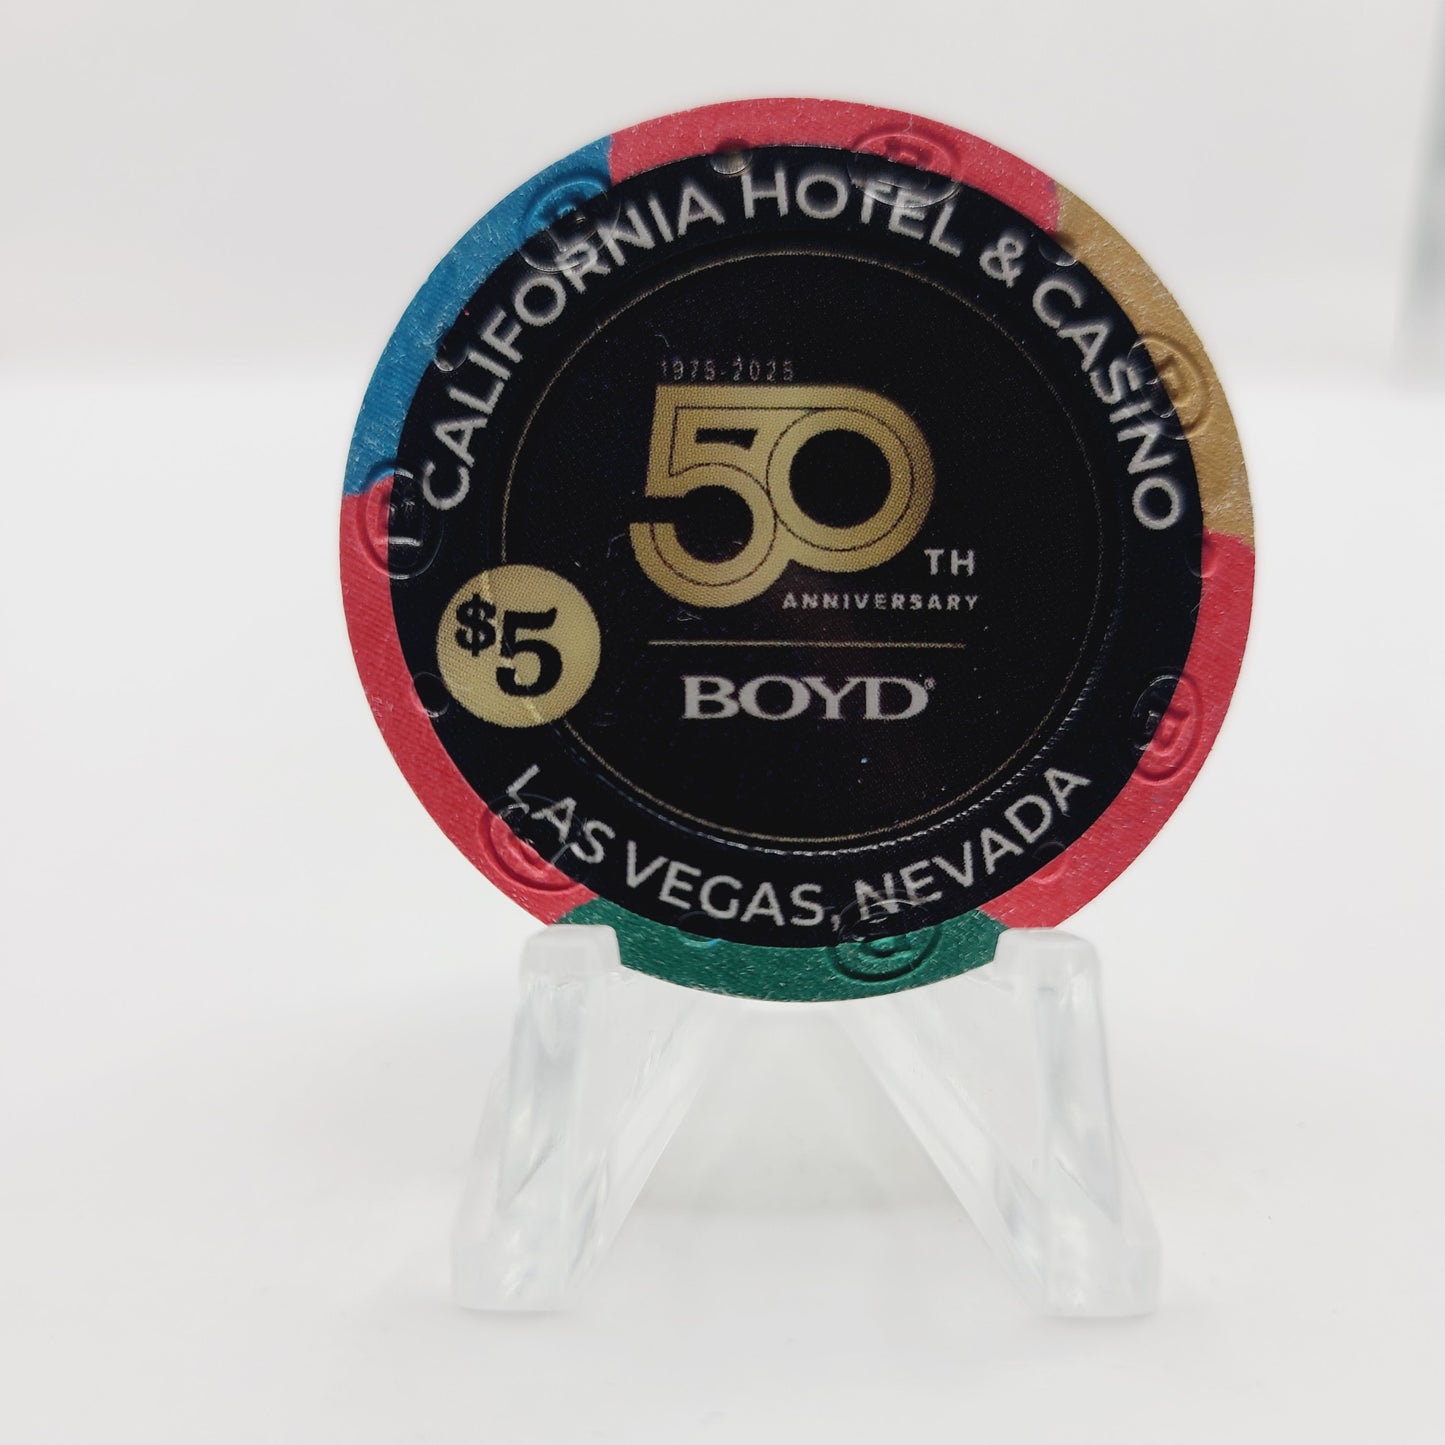 CALIFORNIA HOTEL & CASINO
1975-2025
50
TH
ANNIVERSARY
$5
BOYD®
LAS VEGAS, NEVADA